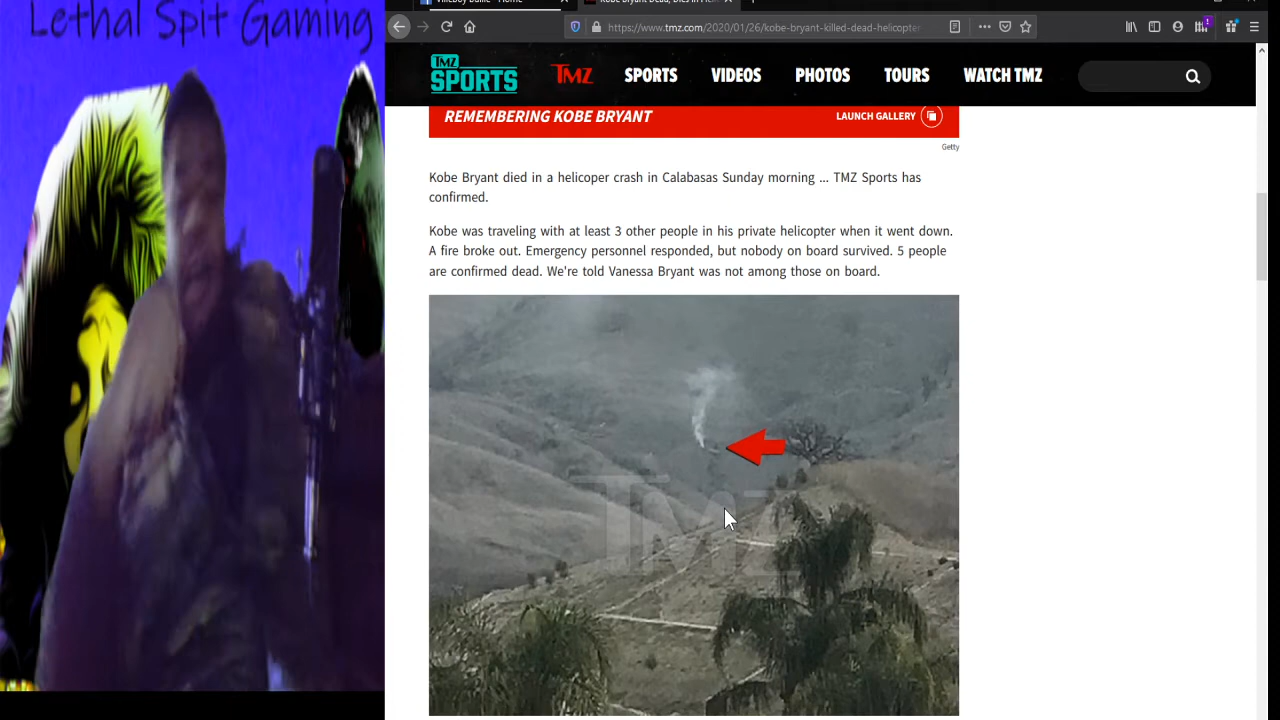 Lethal Spit Gaming
https://www.tmz.com/2020/01/26/kobe-bryant-killed-dead-helicopter
TMZ SPORTS
TMZ
SPORTS
VIDEOS
PHOTOS
TOURS
WATCH TMZ
REMEMBERING KOBE BRYANT
LAUNCH GALLERY
Getty
Kobe Bryant died in a helicoper crash in Calabasas Sunday morning ... TMZ Sports has
confirmed.
Kobe was traveling with at least 3 other people in his private helicopter when it went down.
A fire broke out. Emergency personnel responded, but nobody on board survived. 5 people
are confirmed dead. We're told Vanessa Bryant was not among those on board.
TMZ